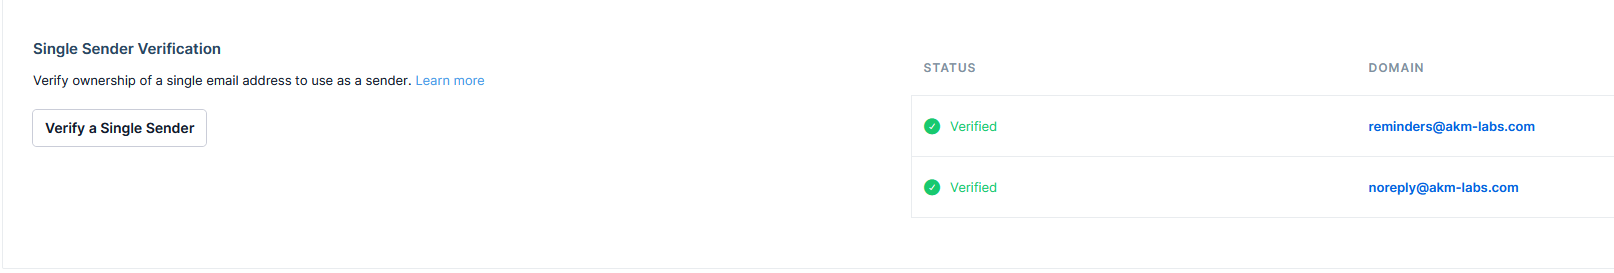 Single Sender Verification
Verify ownership of a single email address to use as a sender. Learn more
Verify a Single Sender
STATUS DOMAIN
Verified reminders@akm-labs.com
Verified noreply@akm-labs.com